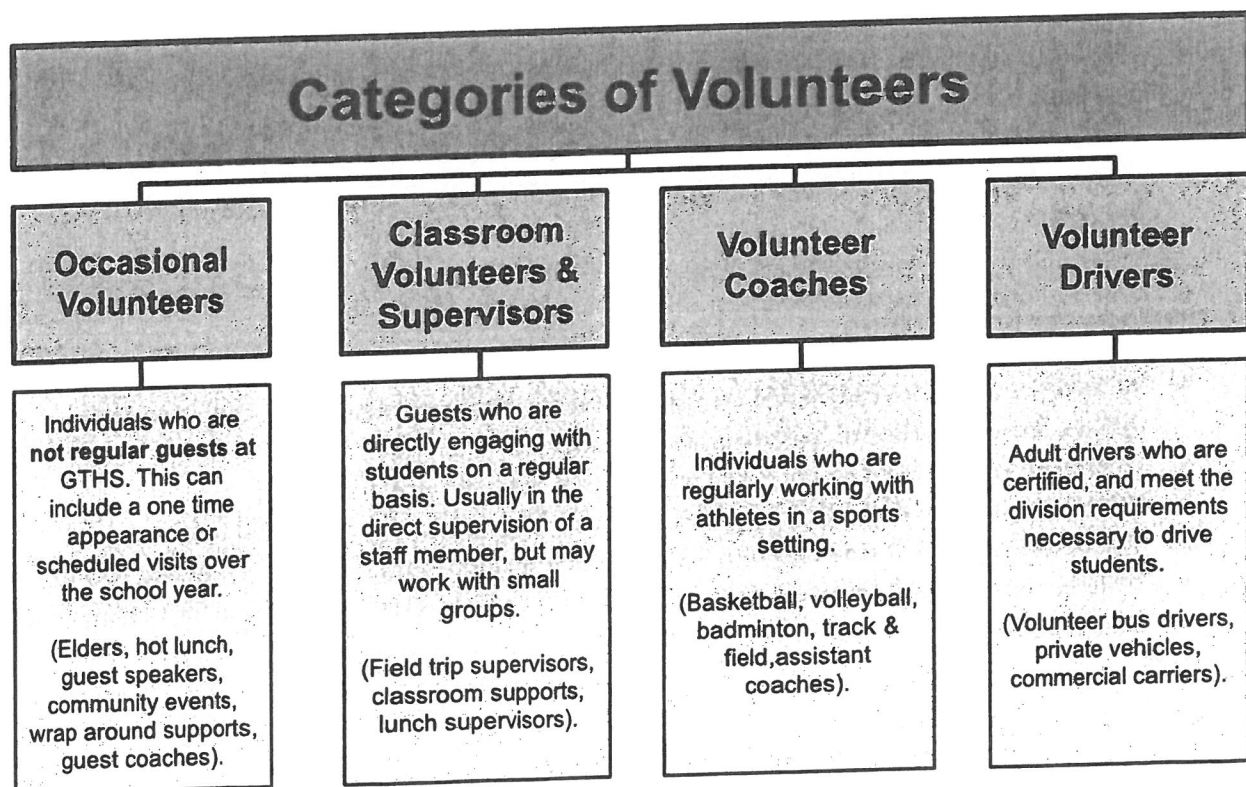 Categories of Volunteers
Occasional
Volunteers
Individuals who are
not regular guests at
GTHS. This can
include a one time
appearance or
scheduled visits over
the school year.
(Elders, hot lunch,
guest speakers,
community events,
wrap around supports,
guest coaches).
Classroom
Volunteers &
Supervisors
Guests who are
directly engaging with
students on a regular
basis. Usually in the
direct supervision of a
staff member, but may
work with small
groups.
(Field trip supervisors,
classroom supports,
lunch supervisors).
Volunteer
Coaches
Individuals who are
regularly working with
athletes in a sports
setting.
(Basketball, volleyball,
badminton, track &
field,assistant
coaches).
Volunteer
Drivers
Adult drivers who are
certified, and meet the
division requirements
necessary to drive
students.
(Volunteer bus drivers,
private vehicles,
commercial carriers).